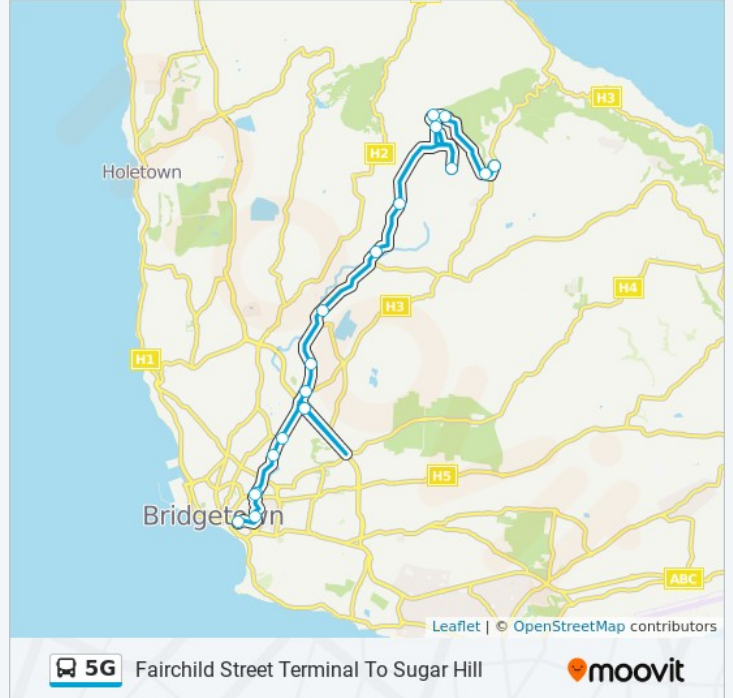 H3
H2
Holetown
H4
H3
H1
H5
Bridgetown
ABC
Leaflet | © OpenStreetMap contributors
5G Fairchild Street Terminal To Sugar Hill moovit